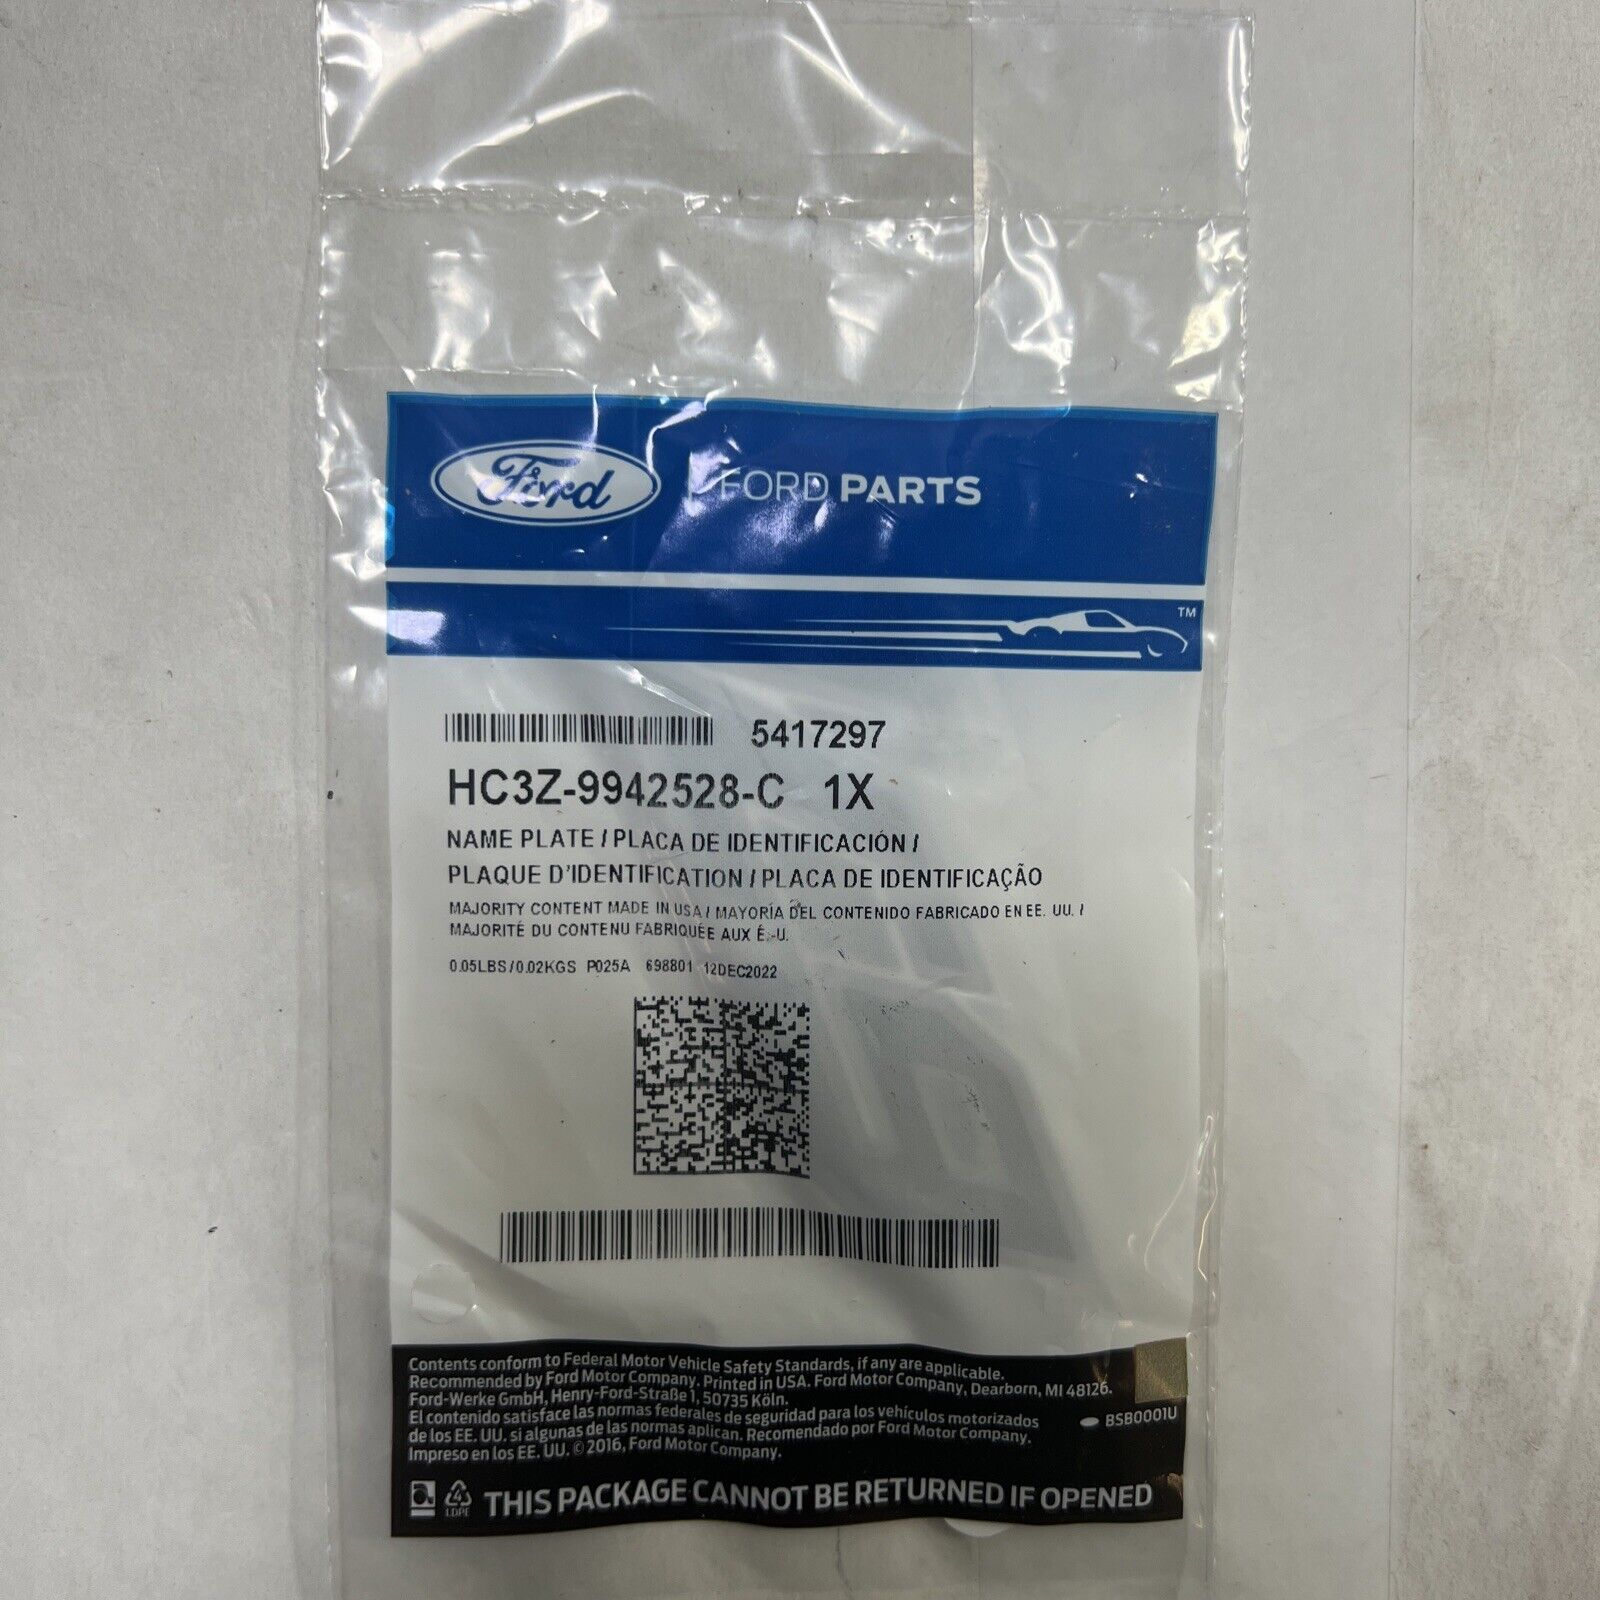 Ford FORD PARTS
TM
5417297
HC3Z-9942528-C 1X
NAME PLATE / PLACA DE IDENTIFICACIÓN /
PLAQUE D'IDENTIFICATION / PLACA DE IDENTIFICAÇÃO
MAJORITY CONTENT MADE IN USA / MAYORÍA DEL CONTENIDO FABRICADO EN EE. UU. /
MAJORITÉ DU CONTENU FABRIQUÉE AUX É.-U.
0.05LBS/0.02KGS P025A 698801 12DEC2022
Contents conform to Federal Motor Vehicle Safety Standards, if any are applicable.
Recommended by Ford Motor Company. Printed in USA. Ford Motor Company, Dearborn, MI 48126.
Ford-Werke GmbH, Henry-Ford-Straße 1, 50735 Köln.
El contenido satisface las normas federales de seguridad para los vehículos motorizados
de los EE. UU. si algunas de las normas aplican. Recomendado por Ford Motor Company.
Impreso en los EE. UU. © 2016, Ford Motor Company.
BSB0001U
4
LDPE
THIS PACKAGE CANNOT BE RETURNED IF OPENED